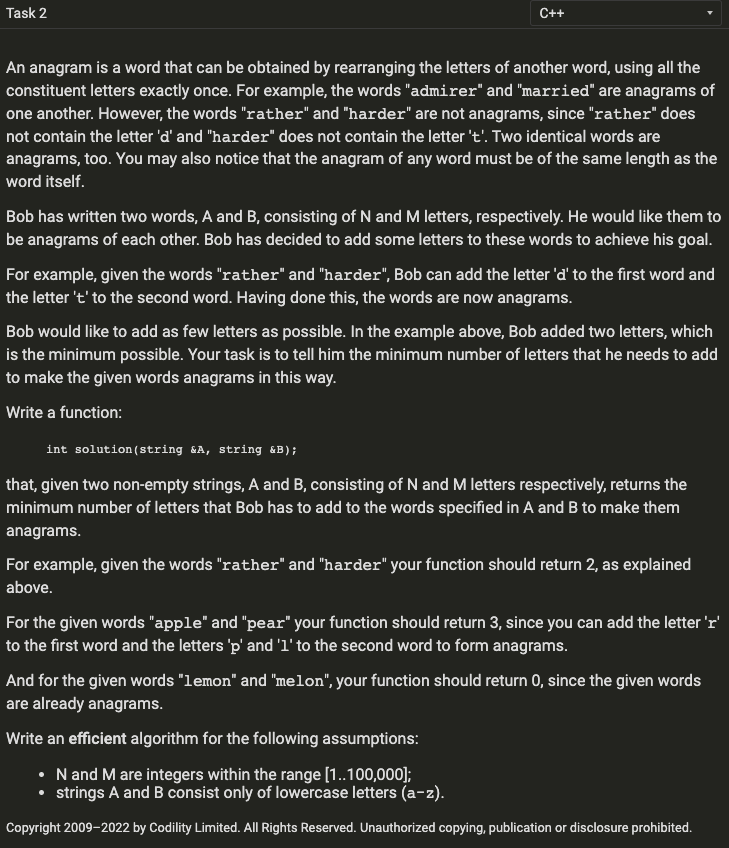 Task 2
C++
An anagram is a word that can be obtained by rearranging the letters of another word, using all the
constituent letters exactly once. For example, the words "admirer" and "married" are anagrams of
one another. However, the words "rather" and "harder" are not anagrams, since "rather" does
not contain the letter 'd' and "harder" does not contain the letter 't'. Two identical words are
anagrams, too. You may also notice that the anagram of any word must be of the same length as the
word itself.
Bob has written two words, A and B, consisting of N and M letters, respectively. He would like them to
be anagrams of each other. Bob has decided to add some letters to these words to achieve his goal.
For example, given the words "rather" and "harder", Bob can add the letter 'd' to the first word and
the letter 't' to the second word. Having done this, the words are now anagrams.
Bob would like to add as few letters as possible. In the example above, Bob added two letters, which
is the minimum possible. Your task is to tell him the minimum number of letters that he needs to add
to make the given words anagrams in this way.
Write a function:
int solution(string &A, string &B);
that, given two non-empty strings, A and B, consisting of N and M letters respectively, returns the
minimum number of letters that Bob has to add to the words specified in A and B to make them
anagrams.
For example, given the words "rather" and "harder" your function should return 2, as explained
above.
For the given words "apple" and "pear" your function should return 3, since you can add the letter 'r'
to the first word and the letters 'p' and 'l' to the second word to form anagrams.
And for the given words "lemon" and "melon", your function should return 0, since the given words
are already anagrams.
Write an efficient algorithm for the following assumptions:
• N and M are integers within the range [1..100,000];
• strings A and B consist only of lowercase letters (a-z).
Copyright 2009–2022 by Codility Limited. All Rights Reserved. Unauthorized copying, publication or disclosure prohibited.